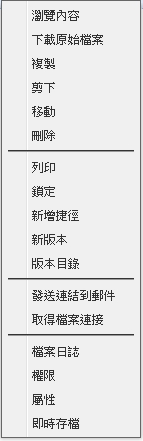 瀏覽內容
下載原始檔案
複製
剪下
移動
刪除
列印
鎖定
新增捷徑
新版本
版本目錄
發送連結到郵件
取得檔案連接
檔案日誌
權限
屬性
即時存檔